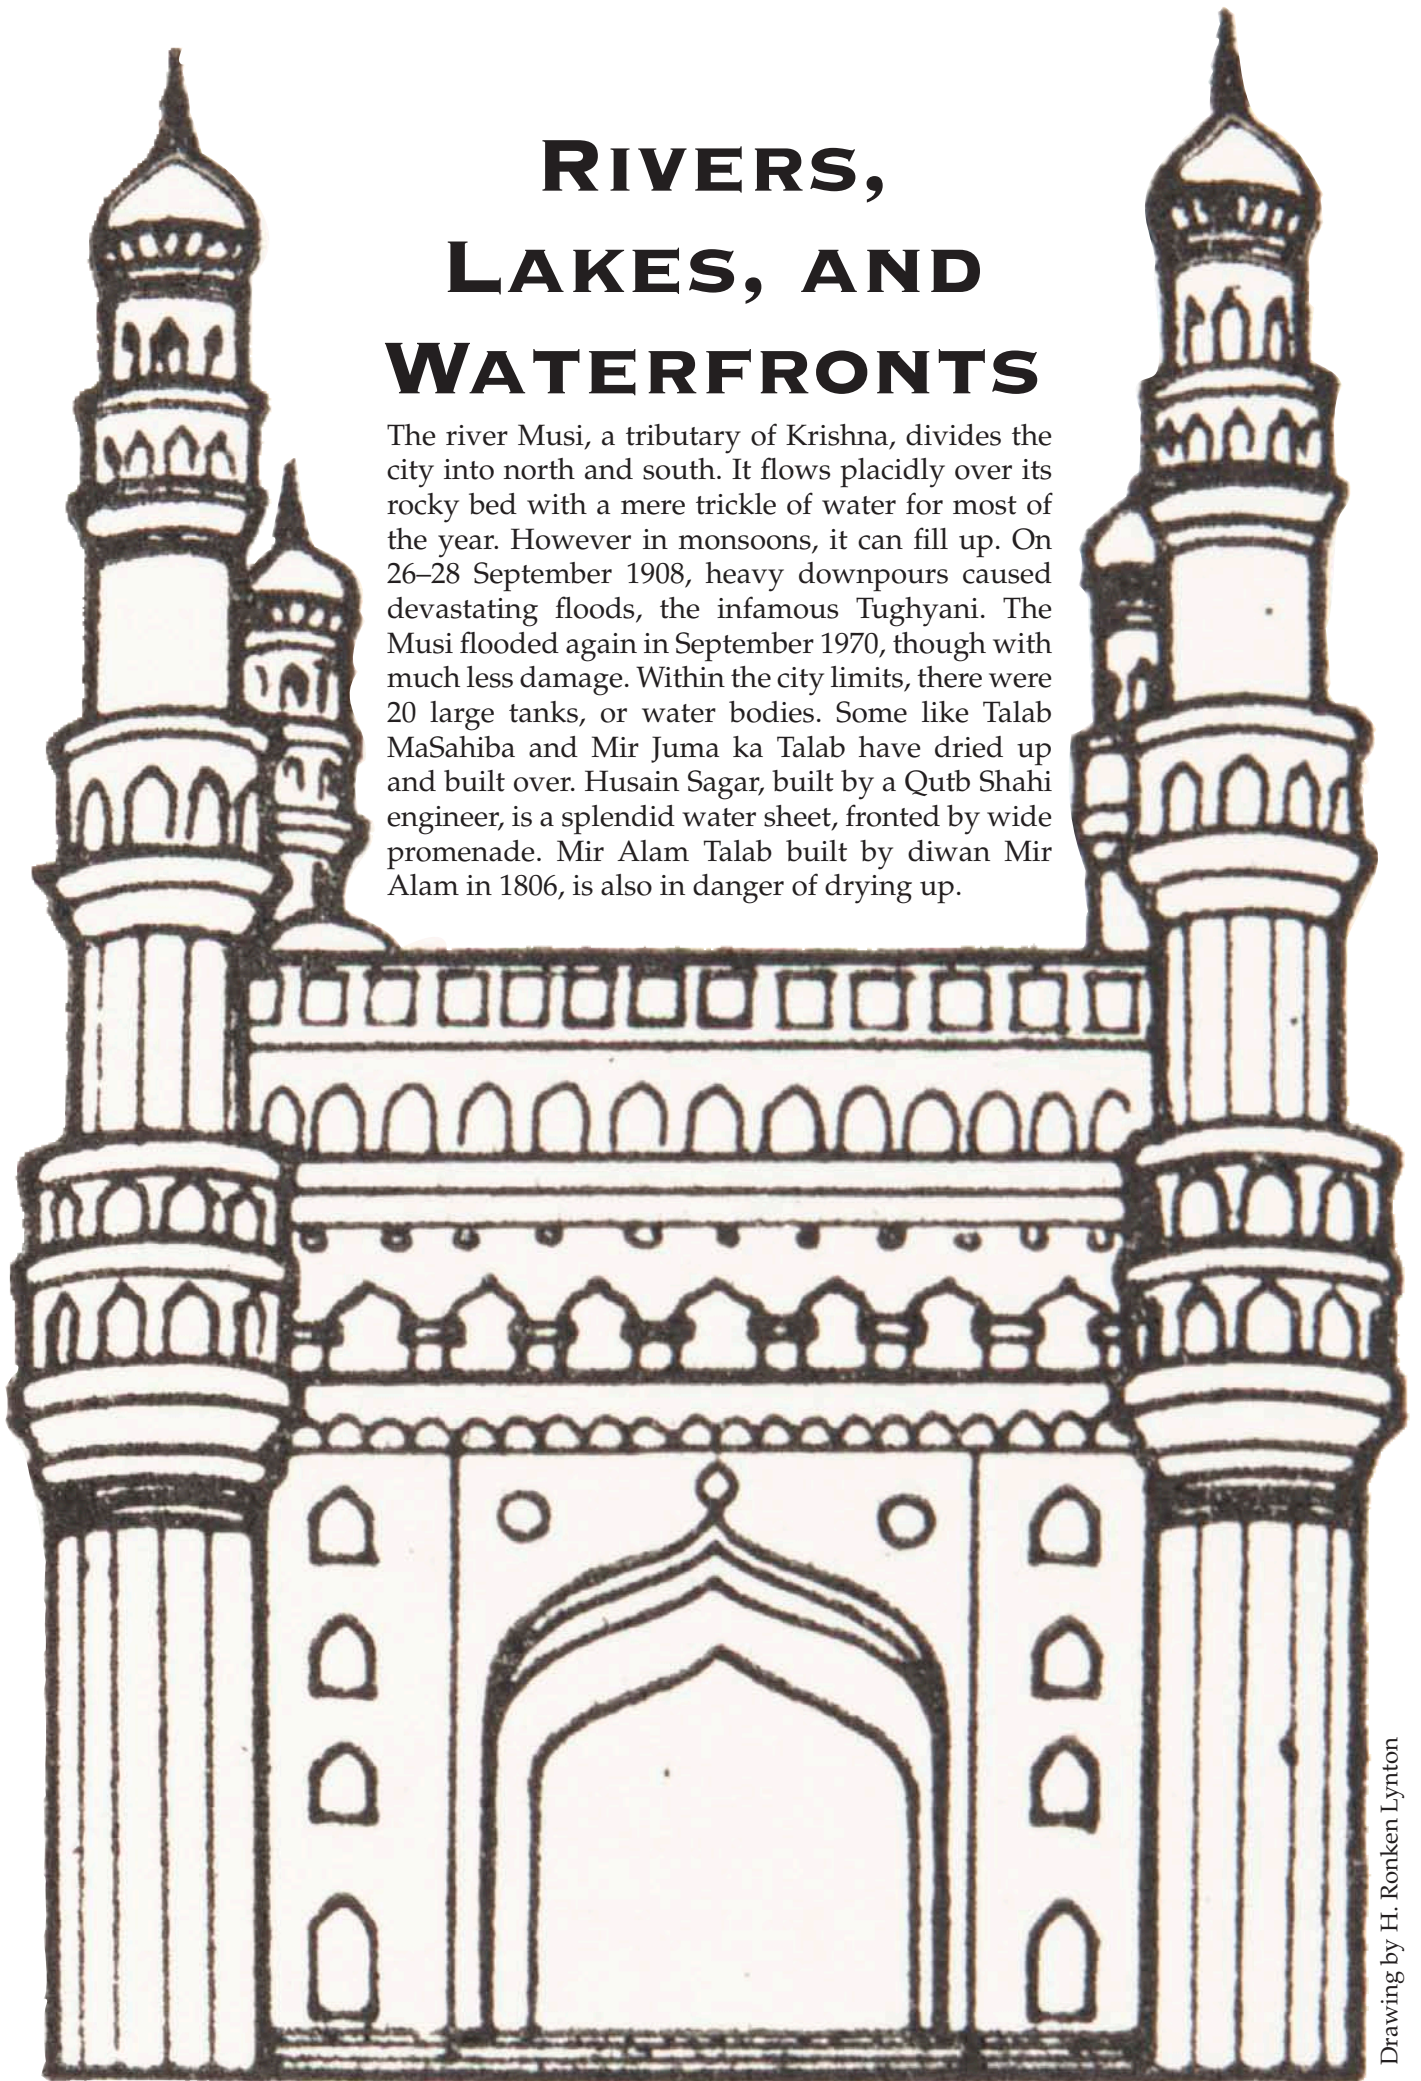 RIVERS,
LAKES, AND
WATERFRONTS
The river Musi, a tributary of Krishna, divides the
city into north and south. It flows placidly over its
rocky bed with a mere trickle of water for most of
the year. However in monsoons, it can fill up. On
26–28 September 1908, heavy downpours caused
devastating floods, the infamous Tughyani. The
Musi flooded again in September 1970, though with
much less damage. Within the city limits, there were
20 large tanks, or water bodies. Some like Talab
MaSahiba and Mir Juma ka Talab have dried up
and built over. Husain Sagar, built by a Qutb Shahi
engineer, is a splendid water sheet, fronted by wide
promenade. Mir Alam Talab built by diwan Mir
Alam in 1806, is also in danger of drying up.
Drawing by H. Ronken Lynton